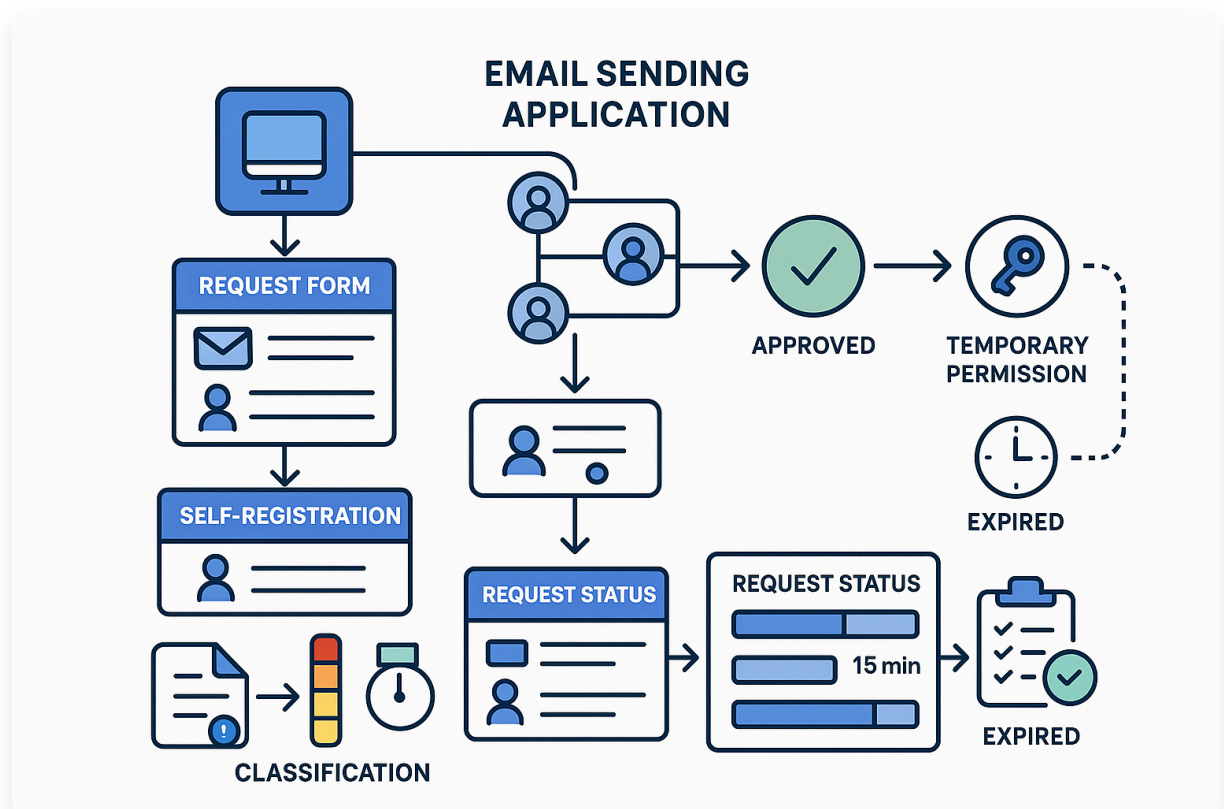 EMAIL SENDING
APPLICATION
REQUEST FORM
APPROVED
TEMPORARY
PERMISSION
SELF-REGISTRATION
EXPIRED
REQUEST STATUS
REQUEST STATUS
15 min
EXPIRED
CLASSIFICATION